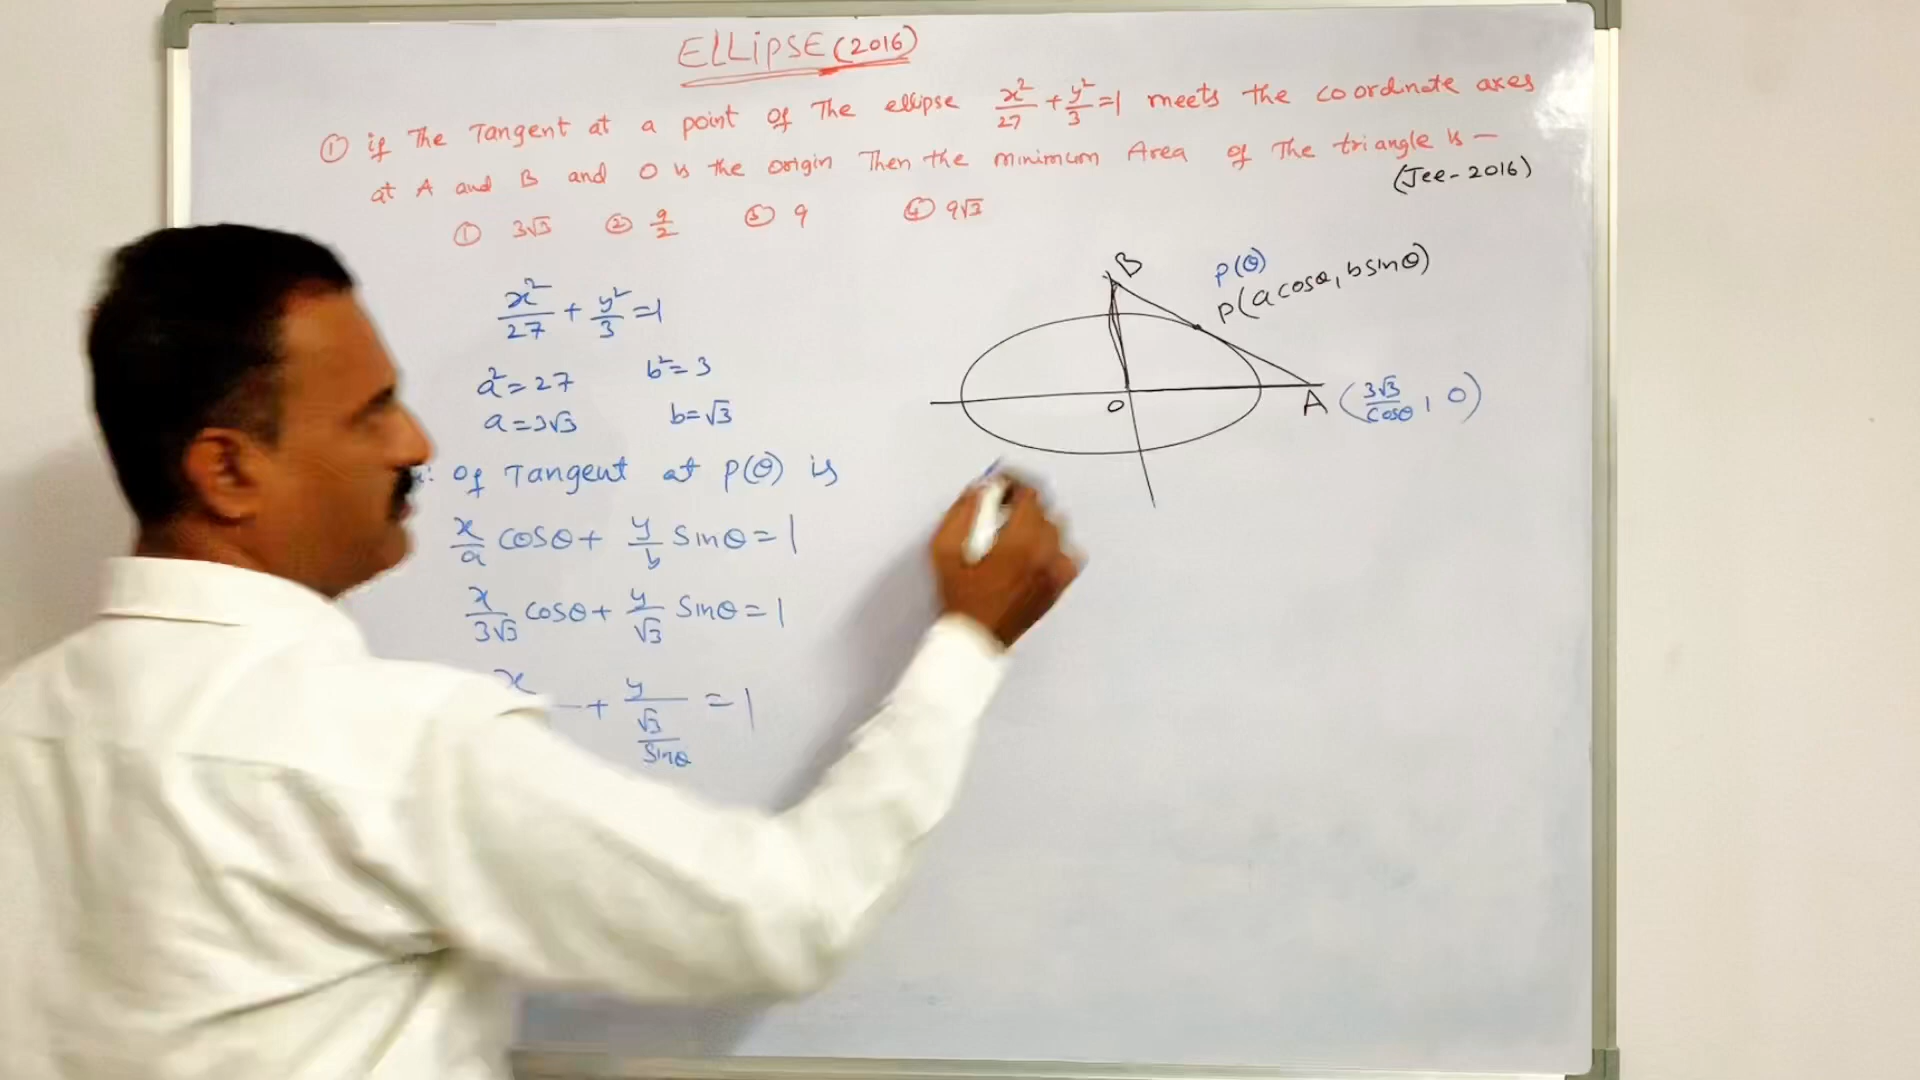 ELLIPSE (2016)
① if The Tangent at a point of The ellipse x²/27 + y²/3 = 1 meets the coordinate axes
at A and B and O is the origin Then the minimum Area of The triangle is —
(Jee-2016)
① 3√3 ② 9/2 ③ 9 ④ 9√3
x²/27 + y²/3 = 1
a² = 27 b² = 3
a = 3√3 b = √3
of Tangent at P(θ) is
x/a cosθ + y/b sinθ = 1
x/3√3 cosθ + y/√3 sinθ = 1
x + y/(√3/sinθ) = 1
B
P(θ)
P(a cosθ, b sinθ)
O
A (3√3/cosθ, 0)